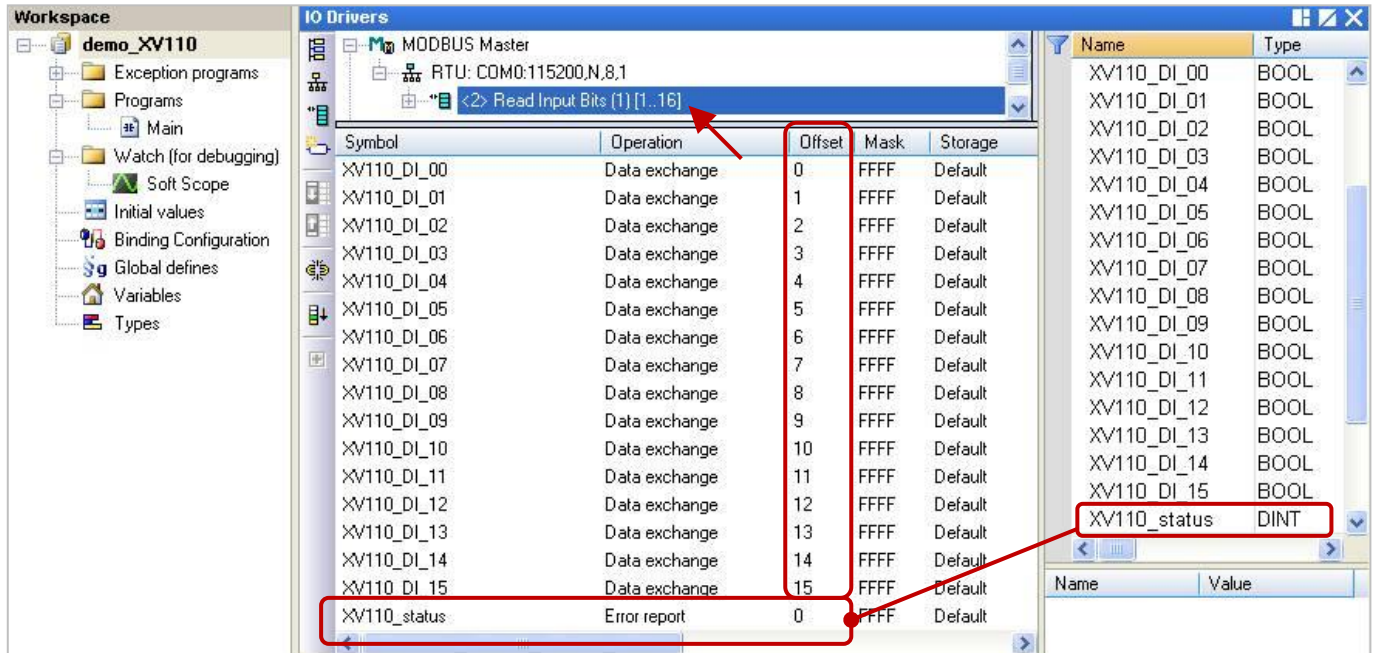 Workspace
demo_XV110
Exception programs
Programs
Main
Watch (for debugging)
Soft Scope
Initial values
Binding Configuration
Global defines
Variables
Types
IO Drivers
MODBUS Master
RTU: COM0:115200,N,8,1
<2> Read Input Bits (1) [1..16]
Symbol Operation Offset Mask Storage
XV110_DI_00 Data exchange 0 FFFF Default
XV110_DI_01 Data exchange 1 FFFF Default
XV110_DI_02 Data exchange 2 FFFF Default
XV110_DI_03 Data exchange 3 FFFF Default
XV110_DI_04 Data exchange 4 FFFF Default
XV110_DI_05 Data exchange 5 FFFF Default
XV110_DI_06 Data exchange 6 FFFF Default
XV110_DI_07 Data exchange 7 FFFF Default
XV110_DI_08 Data exchange 8 FFFF Default
XV110_DI_09 Data exchange 9 FFFF Default
XV110_DI_10 Data exchange 10 FFFF Default
XV110_DI_11 Data exchange 11 FFFF Default
XV110_DI_12 Data exchange 12 FFFF Default
XV110_DI_13 Data exchange 13 FFFF Default
XV110_DI_14 Data exchange 14 FFFF Default
XV110_DI_15 Data exchange 15 FFFF Default
XV110_status Error report 0 FFFF Default
Name Type
XV110_DI_00 BOOL
XV110_DI_01 BOOL
XV110_DI_02 BOOL
XV110_DI_03 BOOL
XV110_DI_04 BOOL
XV110_DI_05 BOOL
XV110_DI_06 BOOL
XV110_DI_07 BOOL
XV110_DI_08 BOOL
XV110_DI_09 BOOL
XV110_DI_10 BOOL
XV110_DI_11 BOOL
XV110_DI_12 BOOL
XV110_DI_13 BOOL
XV110_DI_14 BOOL
XV110_DI_15 BOOL
XV110_status DINT
Name Value